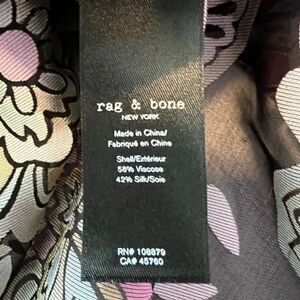 rag & bone
NEW YORK
Made in China/
Fabriqué en Chine
Shell/Extérieur
58% Viscose
42% Silk/Soie
RN# 108879
CA# 45760